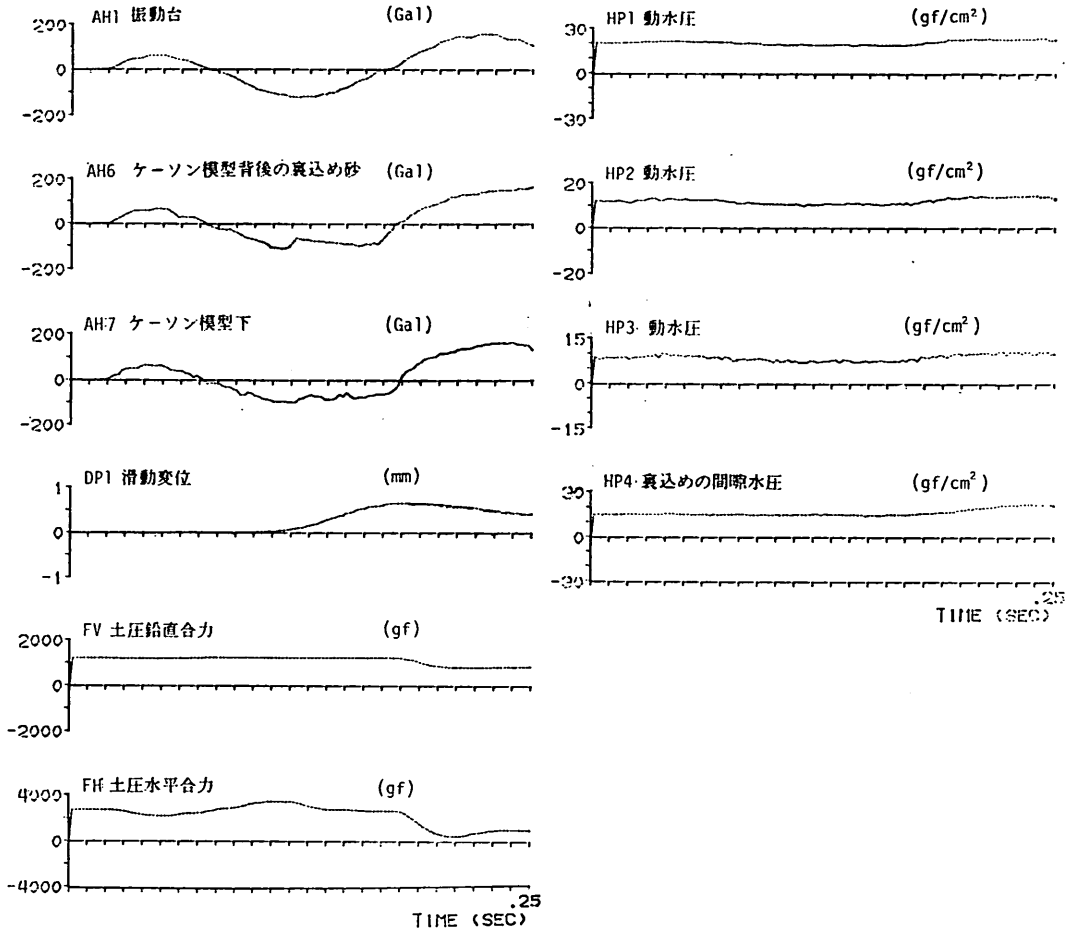 AH1 振動台 (Gal)
200
0
-200
AH6 ケーソン模型背後の裏込め砂 (Gal)
200
0
-200
AH7 ケーソン模型下 (Gal)
200
0
-200
DP1 滑動変位 (mm)
1
0
-1
FV 土圧鉛直合力 (gf)
2000
0
-2000
FH 土圧水平合力 (gf)
4000
0
-4000
.25
TIME (SEC)
HP1 動水圧 (gf/cm²)
30
0
-30
HP2 動水圧 (gf/cm²)
20
0
-20
HP3 動水圧 (gf/cm²)
15
0
-15
HP4 裏込めの間隙水圧 (gf/cm²)
30
0
-30
.25
TIME (SEC)